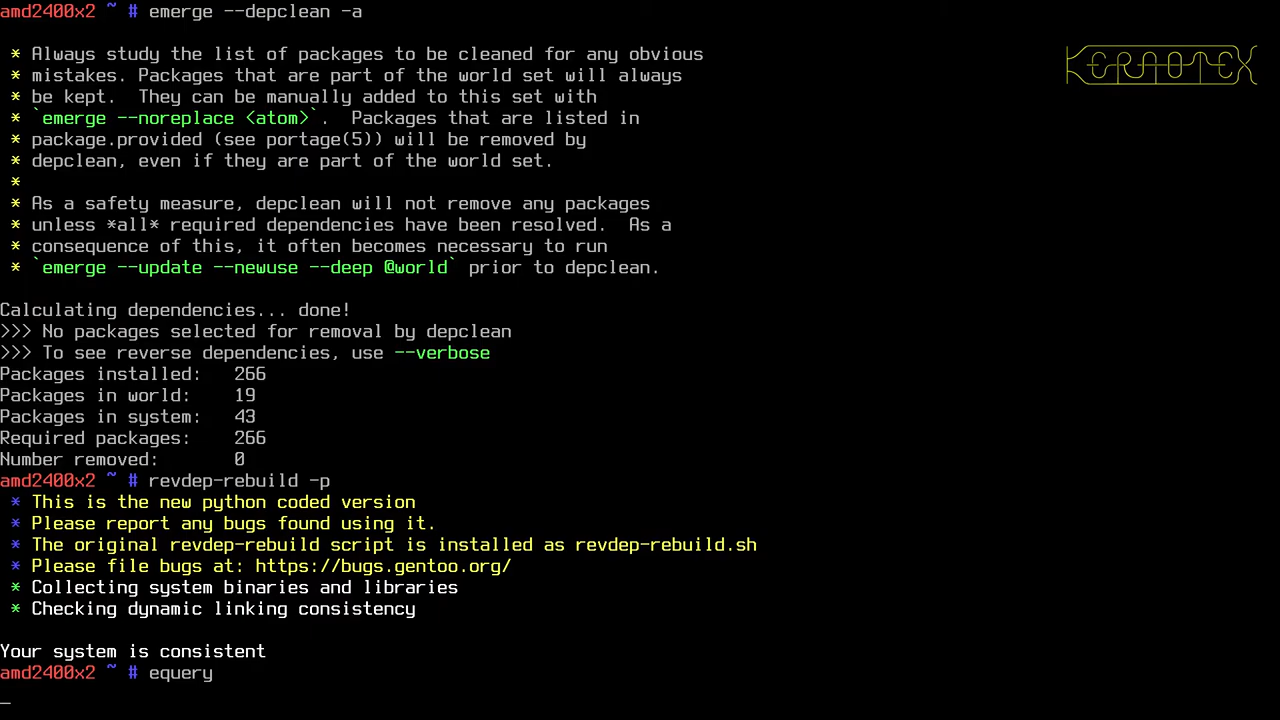 amd2400x2 ~ # emerge --depclean -a
KERNOTEX
* Always study the list of packages to be cleaned for any obvious
* mistakes. Packages that are part of the world set will always
* be kept.  They can be manually added to this set with
* `emerge --noreplace <atom>`.  Packages that are listed in
* package.provided (see portage(5)) will be removed by
* depclean, even if they are part of the world set.
*
* As a safety measure, depclean will not remove any packages
* unless *all* required dependencies have been resolved.  As a
* consequence of this, it often becomes necessary to run
* `emerge --update --newuse --deep @world` prior to depclean.
Calculating dependencies... done!
>>> No packages selected for removal by depclean
>>> To see reverse dependencies, use --verbose
Packages installed:   266
Packages in world:    19
Packages in system:   43
Required packages:    266
Number removed:       0
amd2400x2 ~ # revdep-rebuild -p
* This is the new python coded version
* Please report any bugs found using it.
* The original revdep-rebuild script is installed as revdep-rebuild.sh
* Please file bugs at: https://bugs.gentoo.org/
* Collecting system binaries and libraries
* Checking dynamic linking consistency
Your system is consistent
amd2400x2 ~ # equery
_